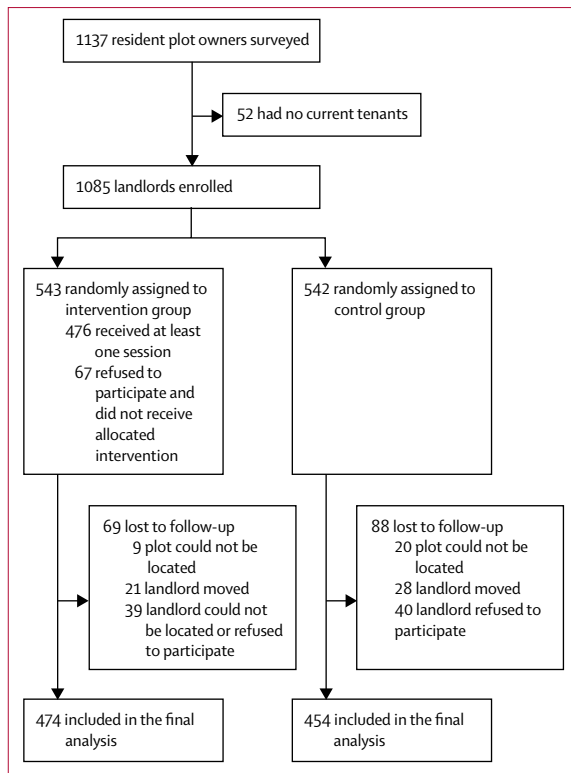 1137 resident plot owners surveyed
52 had no current tenants
1085 landlords enrolled
543 randomly assigned to
intervention group
476 received at least
one session
67 refused to
participate and
did not receive
allocated
intervention
542 randomly assigned to
control group
69 lost to follow-up
9 plot could not be
located
21 landlord moved
39 landlord could not
be located or refused
to participate
88 lost to follow-up
20 plot could not be
located
28 landlord moved
40 landlord refused to
participate
474 included in the final
analysis
454 included in the final
analysis